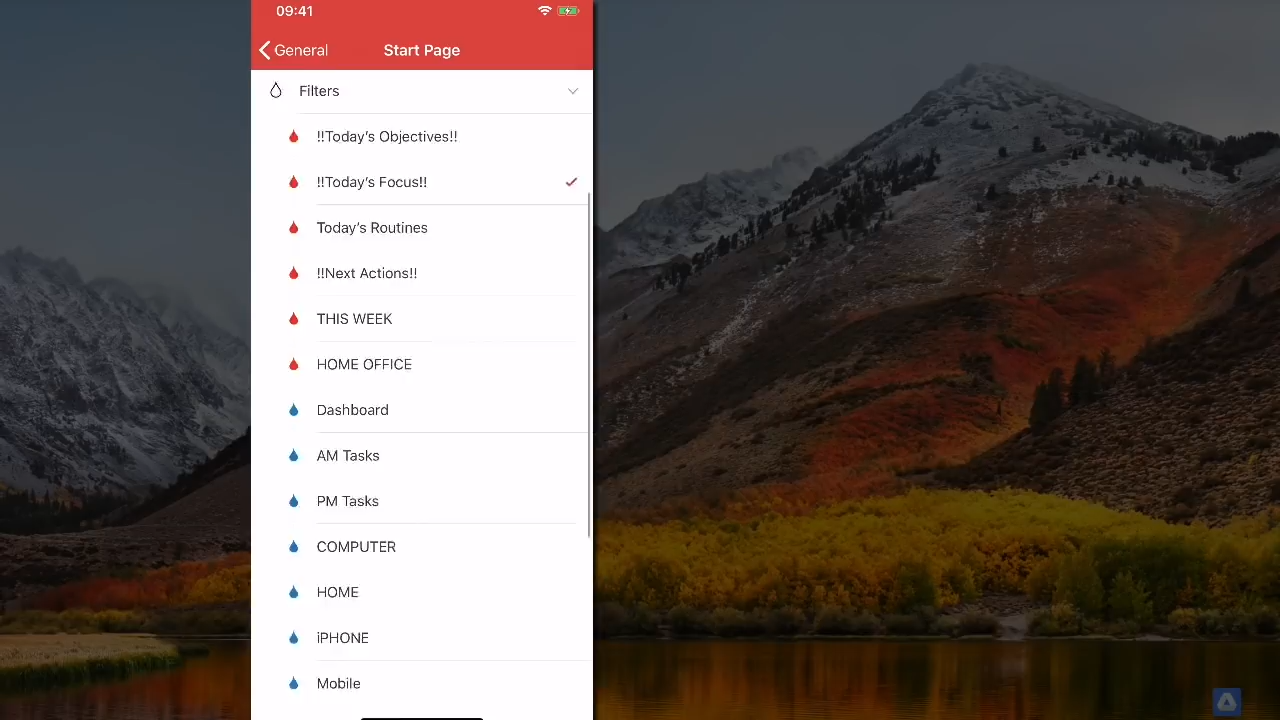 09:41
General
Start Page
Filters
!!Today's Objectives!!
!!Today's Focus!!
Today's Routines
!!Next Actions!!
THIS WEEK
HOME OFFICE
Dashboard
AM Tasks
PM Tasks
COMPUTER
HOME
iPHONE
Mobile